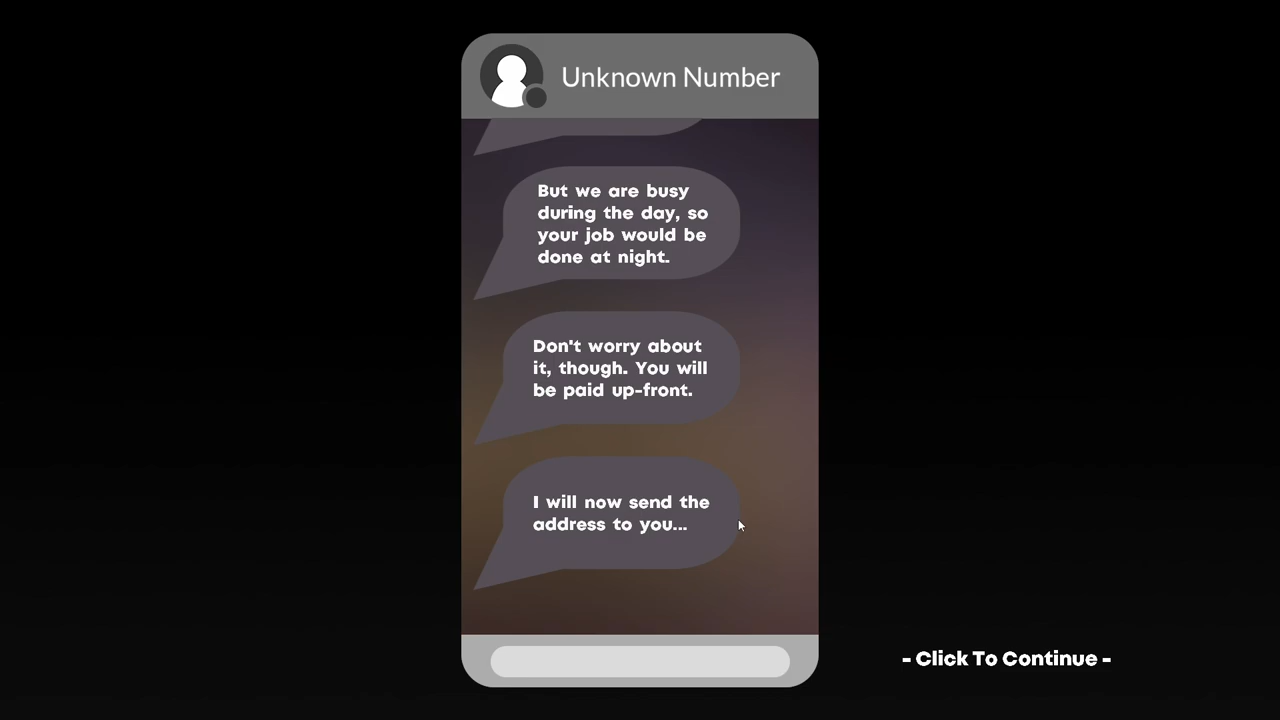 Unknown Number
But we are busy
during the day, so
your job would be
done at night.
Don't worry about
it, though. You will
be paid up-front.
I will now send the
address to you...
- Click To Continue -